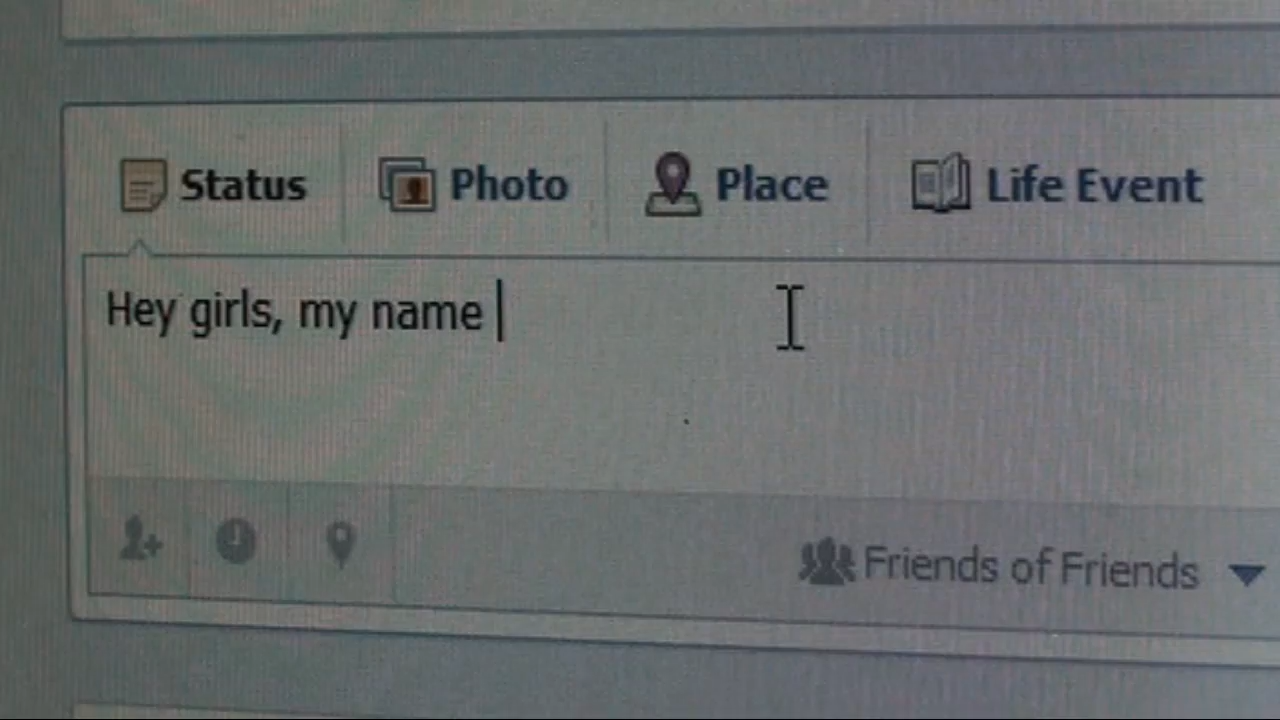 Status Photo Place Life Event
Hey girls, my name
Friends of Friends